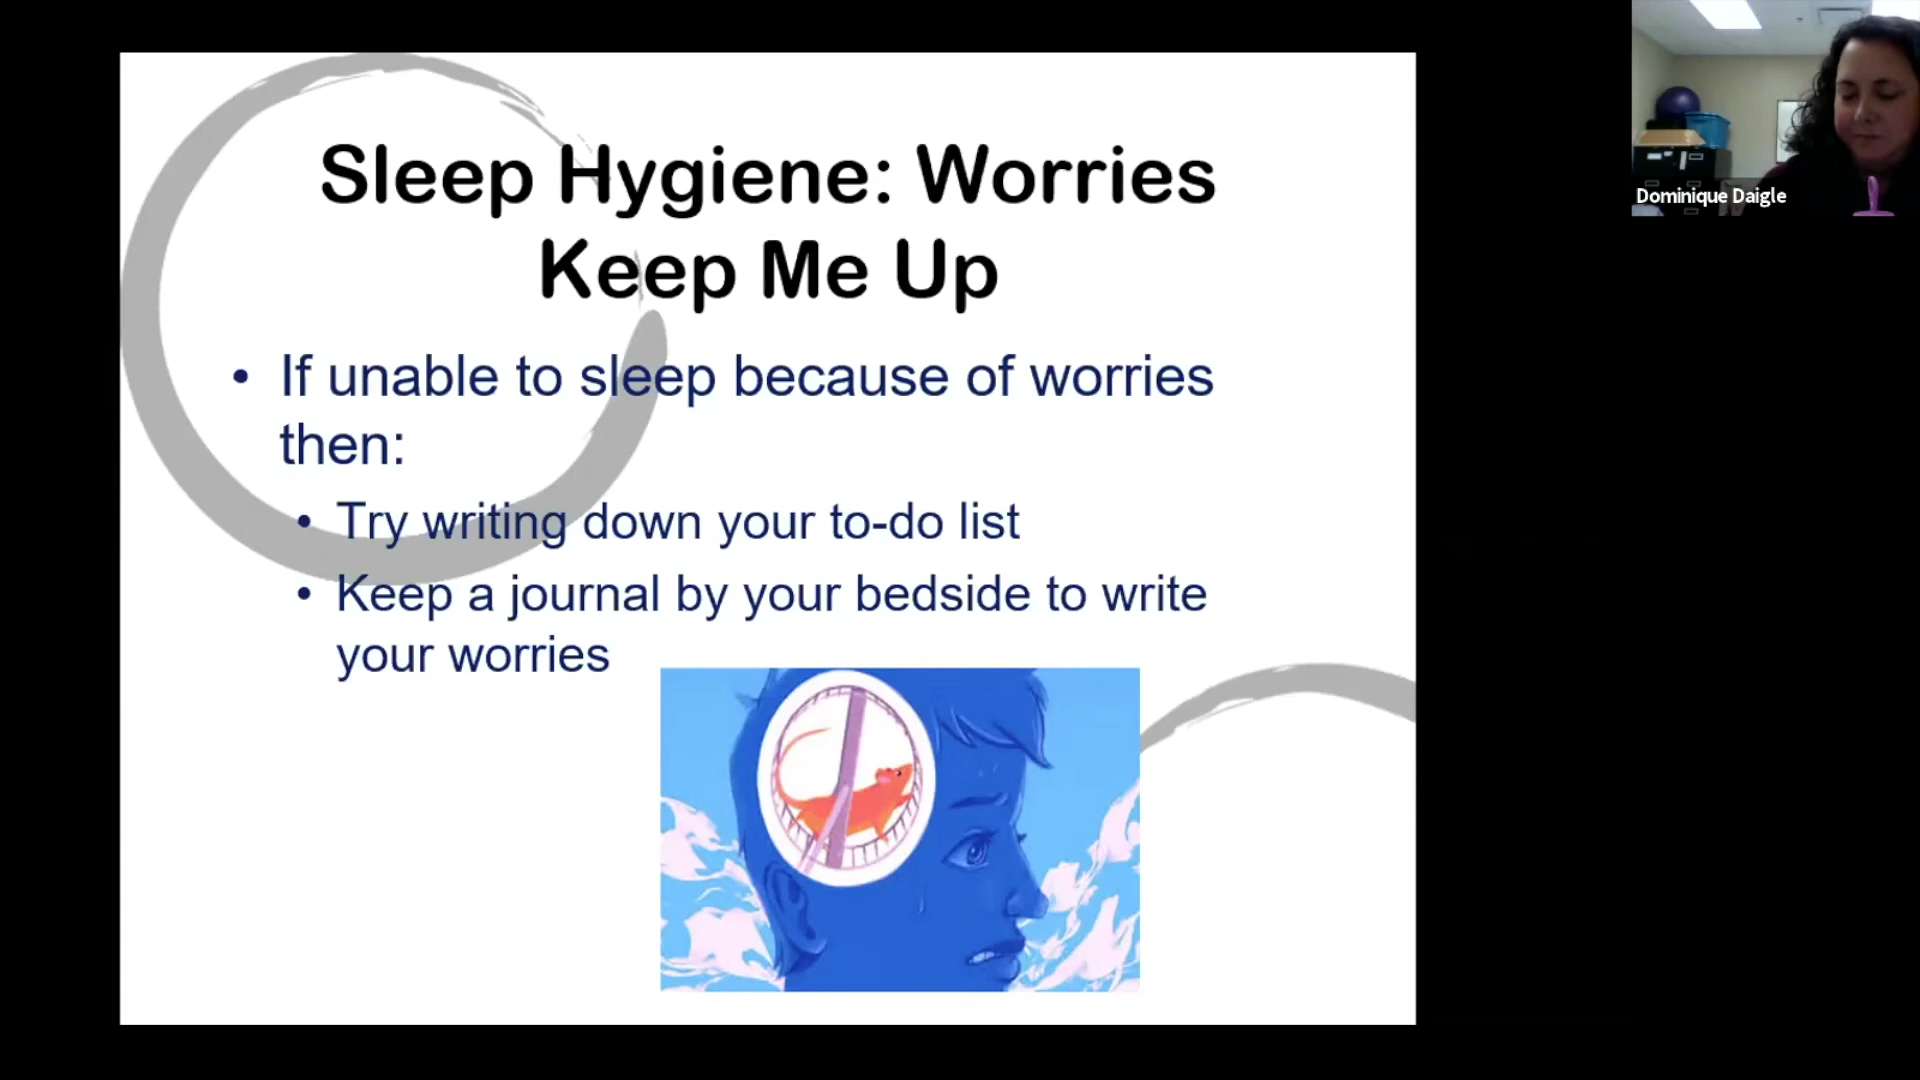 Sleep Hygiene: Worries
Keep Me Up
• If unable to sleep because of worries
then:
• Try writing down your to-do list
• Keep a journal by your bedside to write
your worries
Dominique Daigle